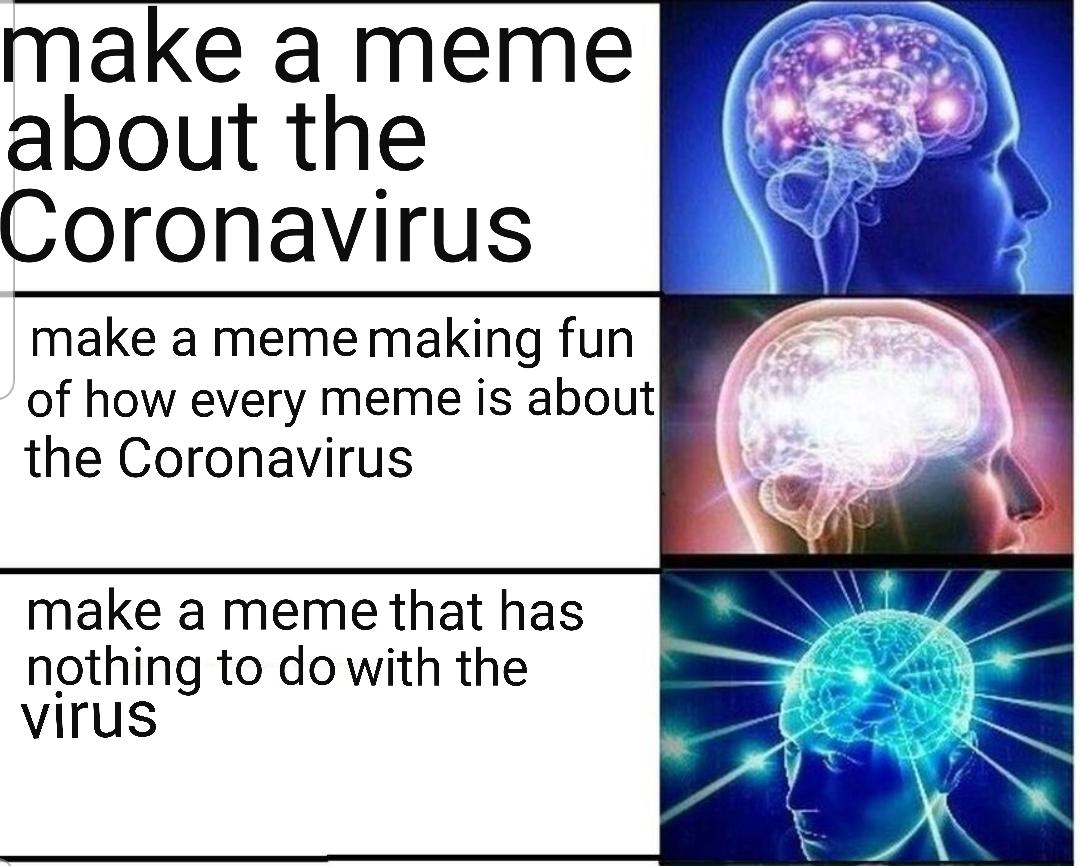 make a meme
about the
Coronavirus
make a meme making fun
of how every meme is about
the Coronavirus
make a meme that has
nothing to do with the
virus